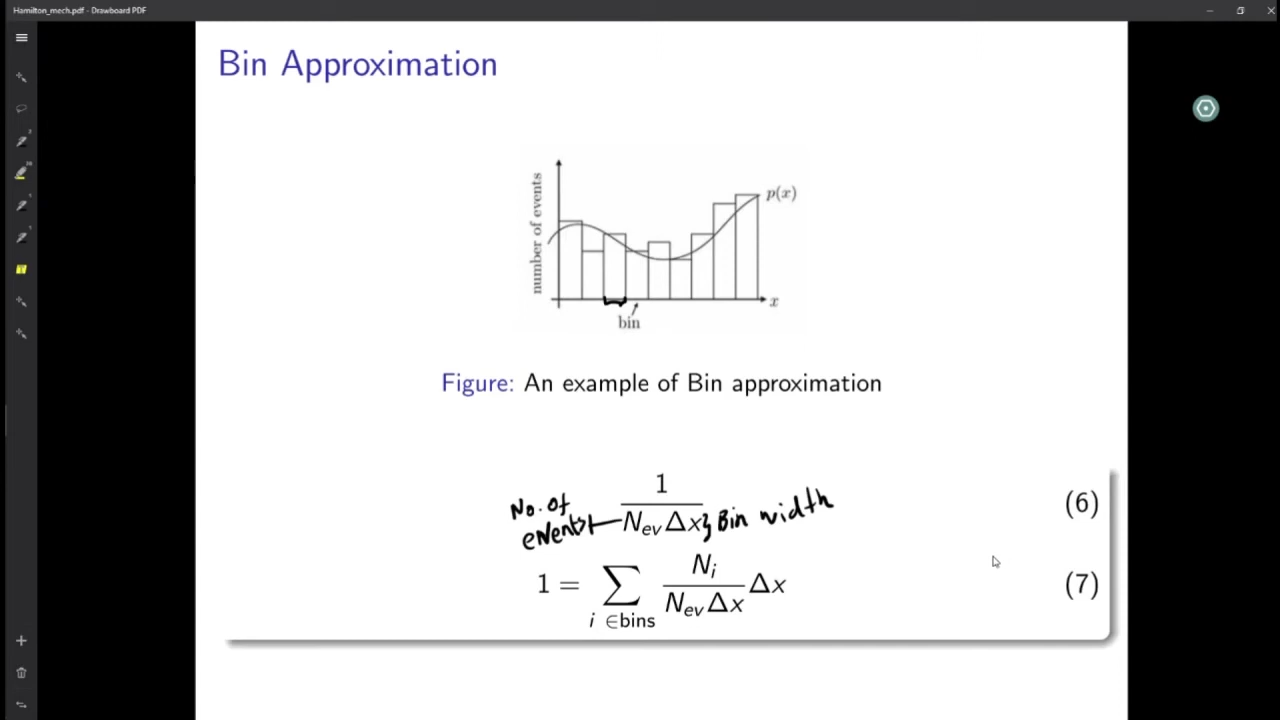 Hamilton_mech.pdf - Drawboard PDF
Bin Approximation
number of events
p(x)
x
bin
Figure: An example of Bin approximation
No. of
events
1
N_ev Δx } Bin width
(6)
1 = ∑_{i ∈bins} N_i / (N_ev Δx) Δx
(7)